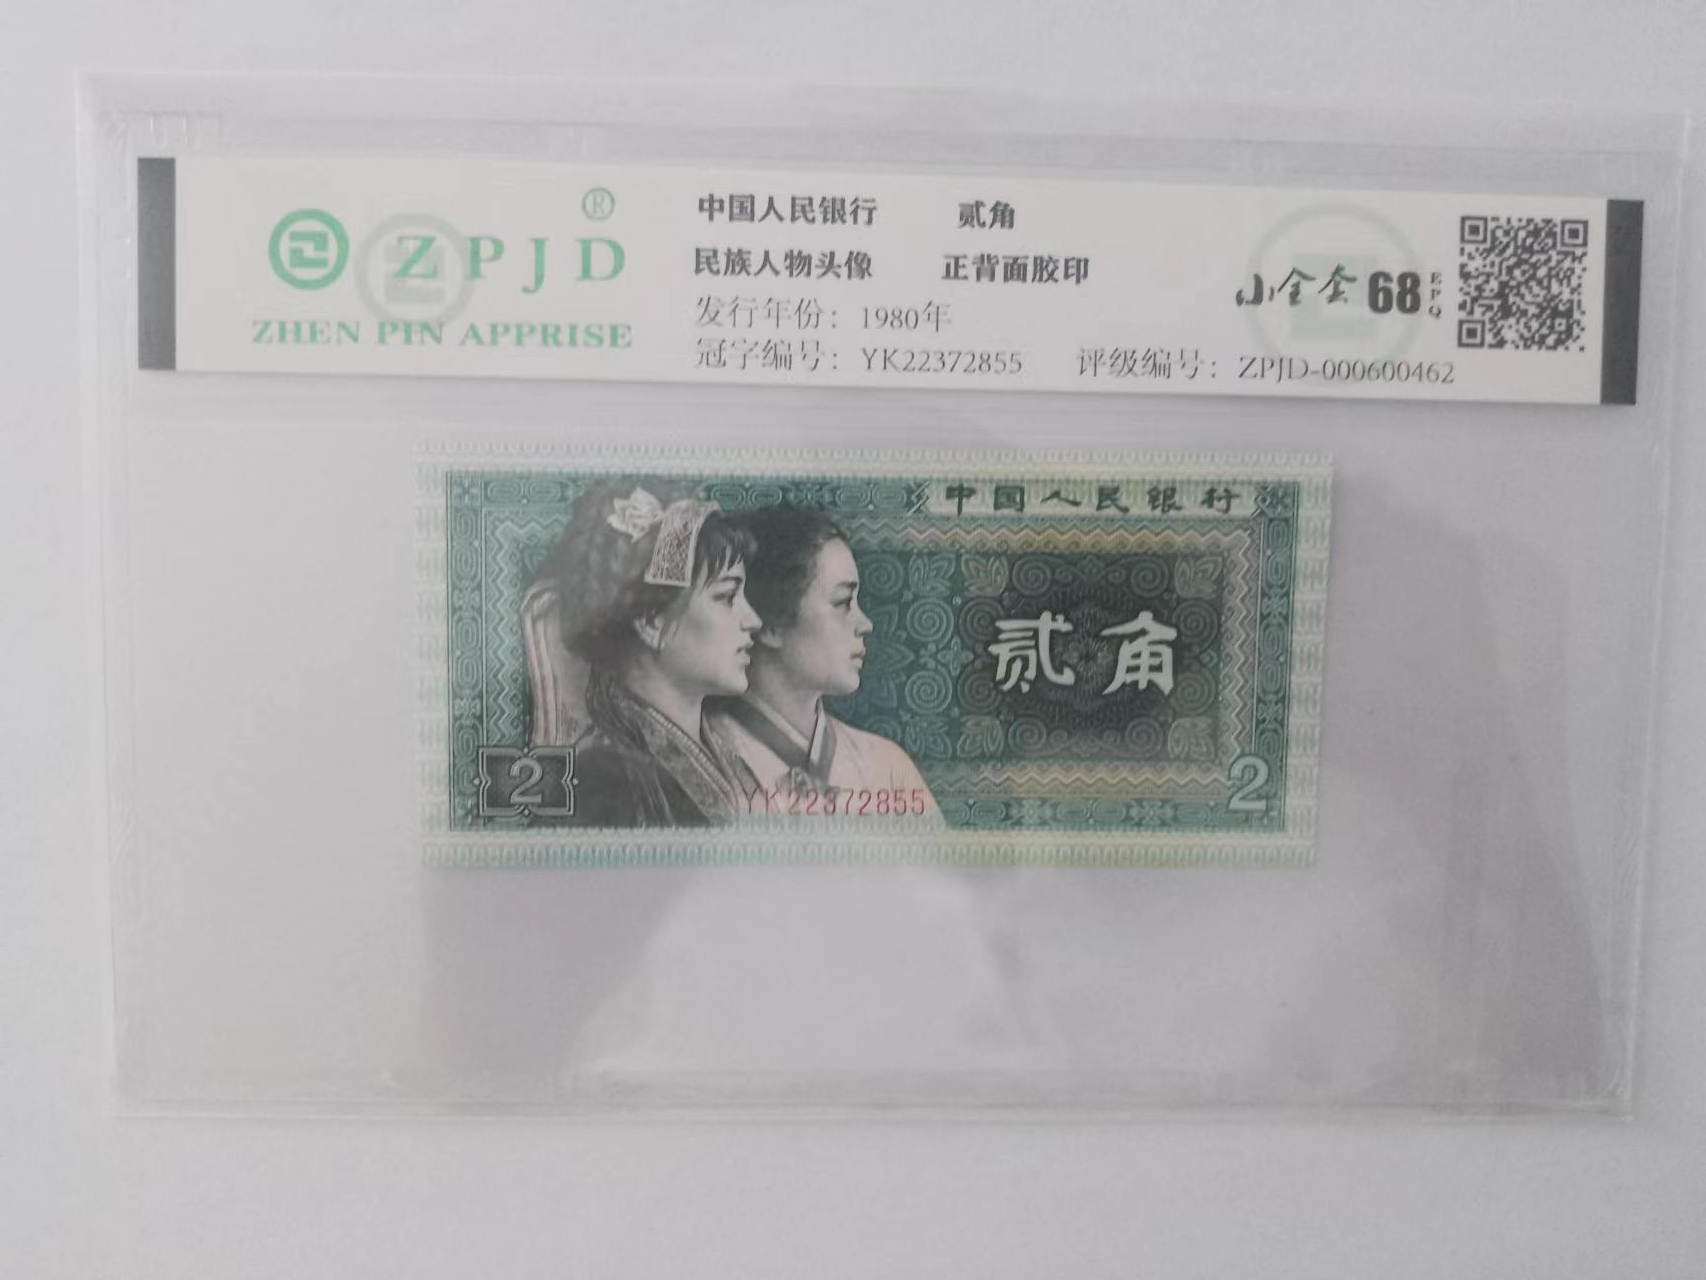 ZPJD®
ZHEN PIN APPRISE
中国人民银行 贰角
民族人物头像 正背面胶印
发行年份：1980年
冠字编号：YK22372855 评级编号：ZPJD-000600462
小全套 68 EPQ
中国人民银行
贰角
2
YK22372855
2